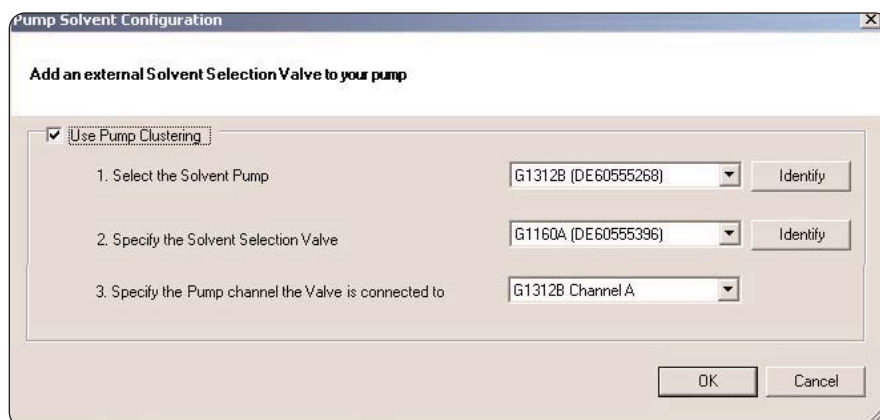 Pump Solvent Configuration
Add an external Solvent Selection Valve to your pump
Use Pump Clustering
1. Select the Solvent Pump
G1312B (DE60555268)
Identify
2. Specify the Solvent Selection Valve
G1160A (DE60555396)
Identify
3. Specify the Pump channel the Valve is connected to
G1312B Channel A
OK
Cancel